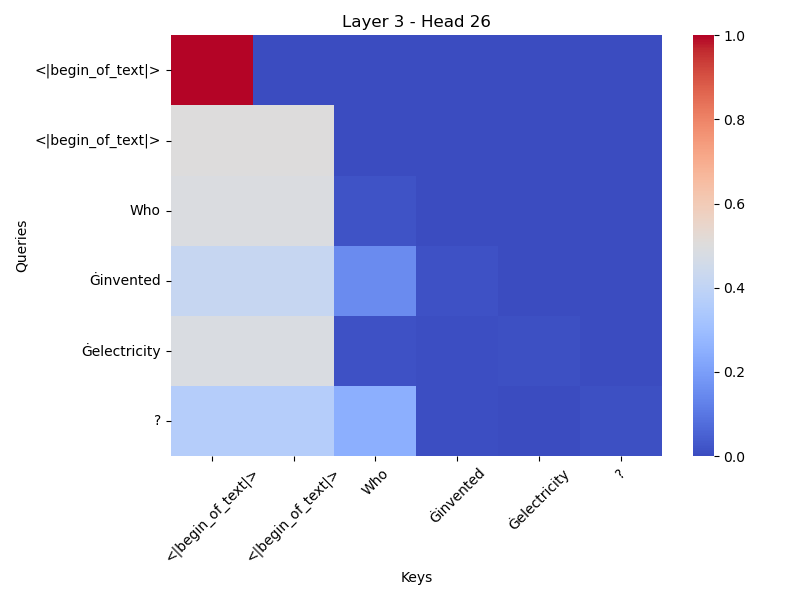 Layer 3 - Head 26
<|begin_of_text|>
<|begin_of_text|>
Who
Ġinvented
Ġelectricity
?
Queries
<|begin_of_text|>
<|begin_of_text|>
Who
Ġinvented
Ġelectricity
?
Keys
1.0
0.8
0.6
0.4
0.2
0.0